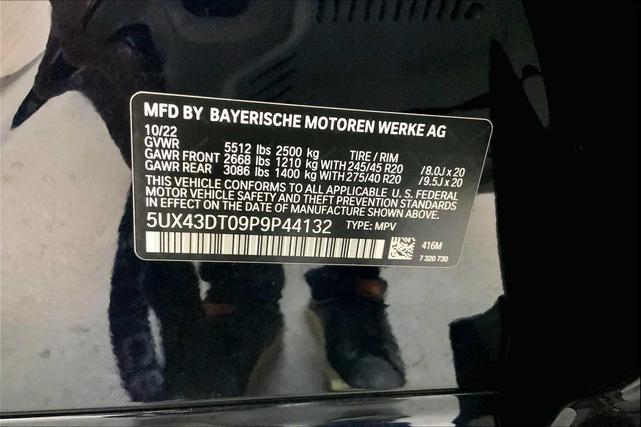 MFD BY BAYERISCHE MOTOREN WERKE AG
10/22
GVWR 5512 lbs 2500 kg TIRE / RIM
GAWR FRONT 2668 lbs 1210 kg WITH 245/45 R20 /8.0J x 20
GAWR REAR 3086 lbs 1400 kg WITH 275/40 R20 /9.5J x 20
THIS VEHICLE CONFORMS TO ALL APPLICABLE U.S. FEDERAL
MOTOR VEHICLE SAFETY AND THEFT PREVENTION STANDARDS
IN EFFECT ON THE DATE OF MANUFACTURE SHOWN ABOVE.
5UX43DT09P9P44132 TYPE: MPV
416M
7 320 730